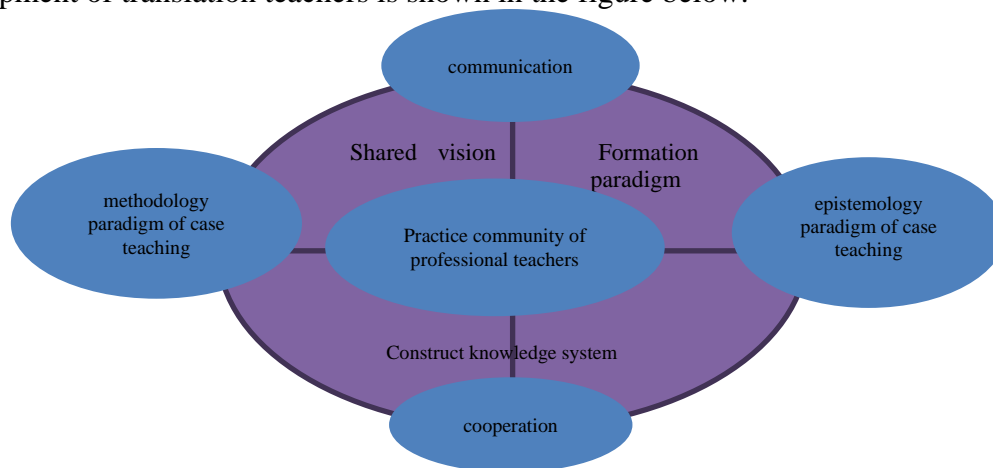 pment of translation teachers is shown in the figure below:
communication
Shared vision
Formation
paradigm
methodology
paradigm of case
teaching
epistemology
paradigm of case
teaching
Practice community of
professional teachers
Construct knowledge system
cooperation